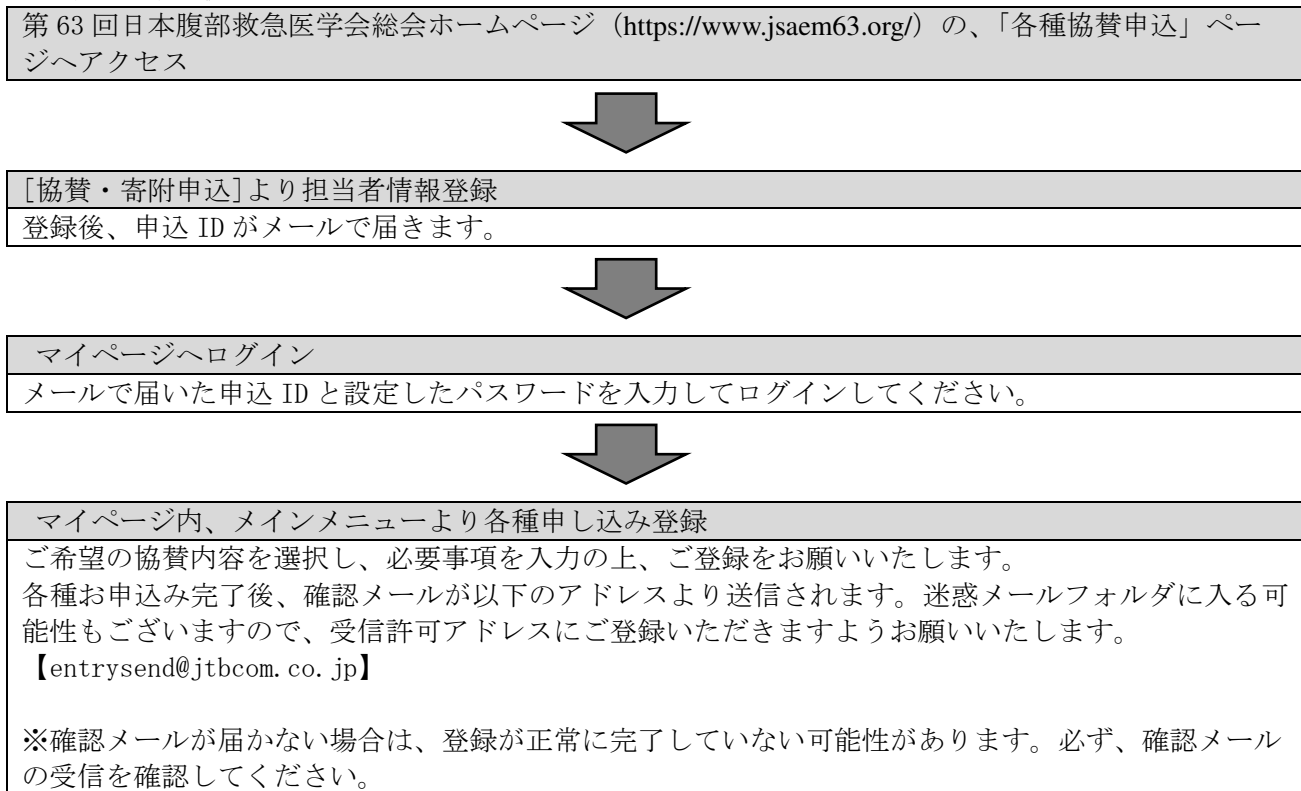 第 63 回日本腹部救急医学会総会ホームページ（https://www.jsaem63.org/）の、「各種協賛申込」ペー
ジへアクセス
[協賛・寄附申込]より担当者情報登録
登録後、申込 ID がメールで届きます。
マイページへログイン
メールで届いた申込 ID と設定したパスワードを入力してログインしてください。
マイページ内、メインメニューより各種申し込み登録
ご希望の協賛内容を選択し、必要事項を入力の上、ご登録をお願いいたします。
各種お申込み完了後、確認メールが以下のアドレスより送信されます。迷惑メールフォルダに入る可
能性もございますので、受信許可アドレスにご登録いただきますようお願いいたします。
【entrysend@jtbcom.co.jp】
※確認メールが届かない場合は、登録が正常に完了していない可能性があります。必ず、確認メール
の受信を確認してください。